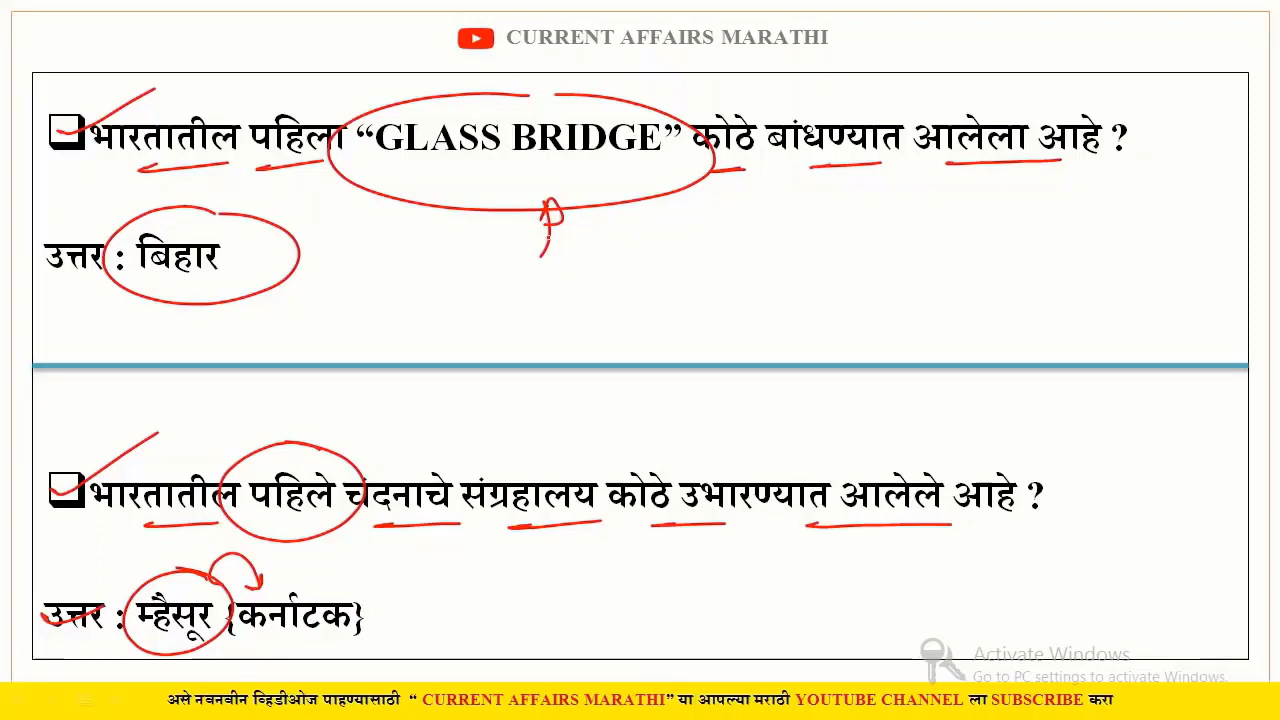 CURRENT AFFAIRS MARATHI
भारतातील पहिला “GLASS BRIDGE” कोठे बांधण्यात आलेला आहे ?
उत्तर : बिहार
भारतातील पहिले चंदनाचे संग्रहालय कोठे उभारण्यात आलेले आहे ?
उत्तर : म्हैसूर {कर्नाटक}
Activate Windows
Go to PC settings to activate Windows.
असे नवनवीन व्हिडीओज पाहण्यासाठी “ CURRENT AFFAIRS MARATHI” या आपल्या मराठी YOUTUBE CHANNEL ला SUBSCRIBE करा